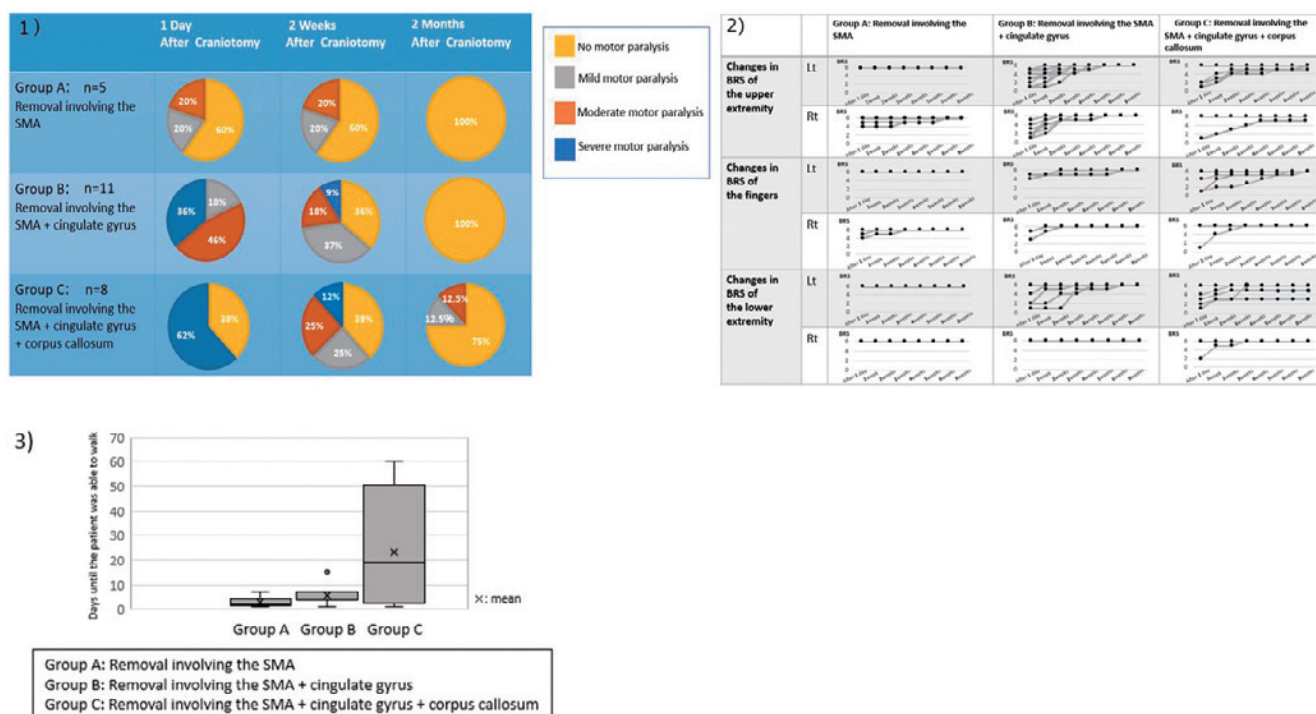 1)
1 Day
After Craniotomy
2 Weeks
After Craniotomy
2 Months
After Craniotomy
Group A: n=5
Removal involving the
SMA
20%
20%
60%
20%
20%
60%
100%
Group B: n=11
Removal involving the
SMA + cingulate gyrus
36%
18%
46%
9%
18%
36%
37%
100%
Group C: n=8
Removal involving the
SMA + cingulate gyrus
+ corpus callosum
38%
62%
12%
25%
38%
25%
12.5%
12.5%
75%
No motor paralysis
Mild motor paralysis
Moderate motor paralysis
Severe motor paralysis
2)
Group A: Removal involving the
SMA
Group B: Removal involving the SMA
+ cingulate gyrus
Group C: Removal involving the
SMA + cingulate gyrus + corpus
callosum
Changes in
BRS of
the upper
extremity
Lt
Rt
Changes in
BRS of
the fingers
Lt
Rt
Changes in
BRS of
the lower
extremity
Lt
Rt
3)
Days until the patient was able to walk
70
60
50
40
30
20
10
0
Group A Group B Group C
×: mean
Group A: Removal involving the SMA
Group B: Removal involving the SMA + cingulate gyrus
Group C: Removal involving the SMA + cingulate gyrus + corpus callosum